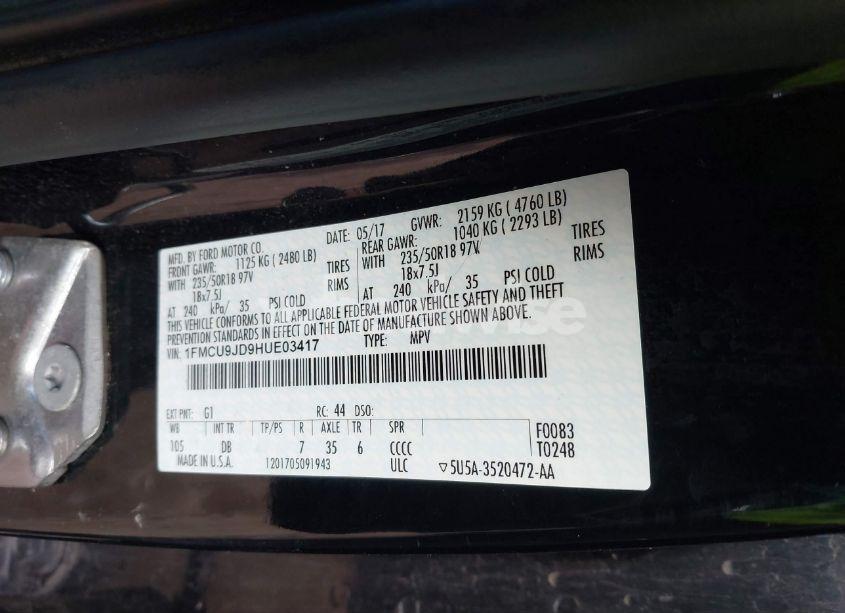 MFD. BY FORD MOTOR CO. DATE: 05/17 GVWR: 2159 KG ( 4760 LB)
FRONT GAWR: 1125 KG ( 2480 LB) REAR GAWR: 1040 KG ( 2293 LB)
WITH 235/50R18 97V TIRES WITH 235/50R18 97V TIRES
18x7.5J RIMS 18x7.5J RIMS
AT 240 kPa/ 35 PSI COLD AT 240 kPa/ 35 PSI COLD
THIS VEHICLE CONFORMS TO ALL APPLICABLE FEDERAL MOTOR VEHICLE SAFETY AND THEFT
PREVENTION STANDARDS IN EFFECT ON THE DATE OF MANUFACTURE SHOWN ABOVE.
VIN: 1FMCU9JD9HUE03417 TYPE: MPV
EXT PNT: G1 RC: 44 DSO:
WB INT TR TP/PS R AXLE TR SPR F0083
105 DB 7 35 6 CCCC T0248
MADE IN U.S.A. 1201705091943 ULC ▽5U5A-3520472-AA